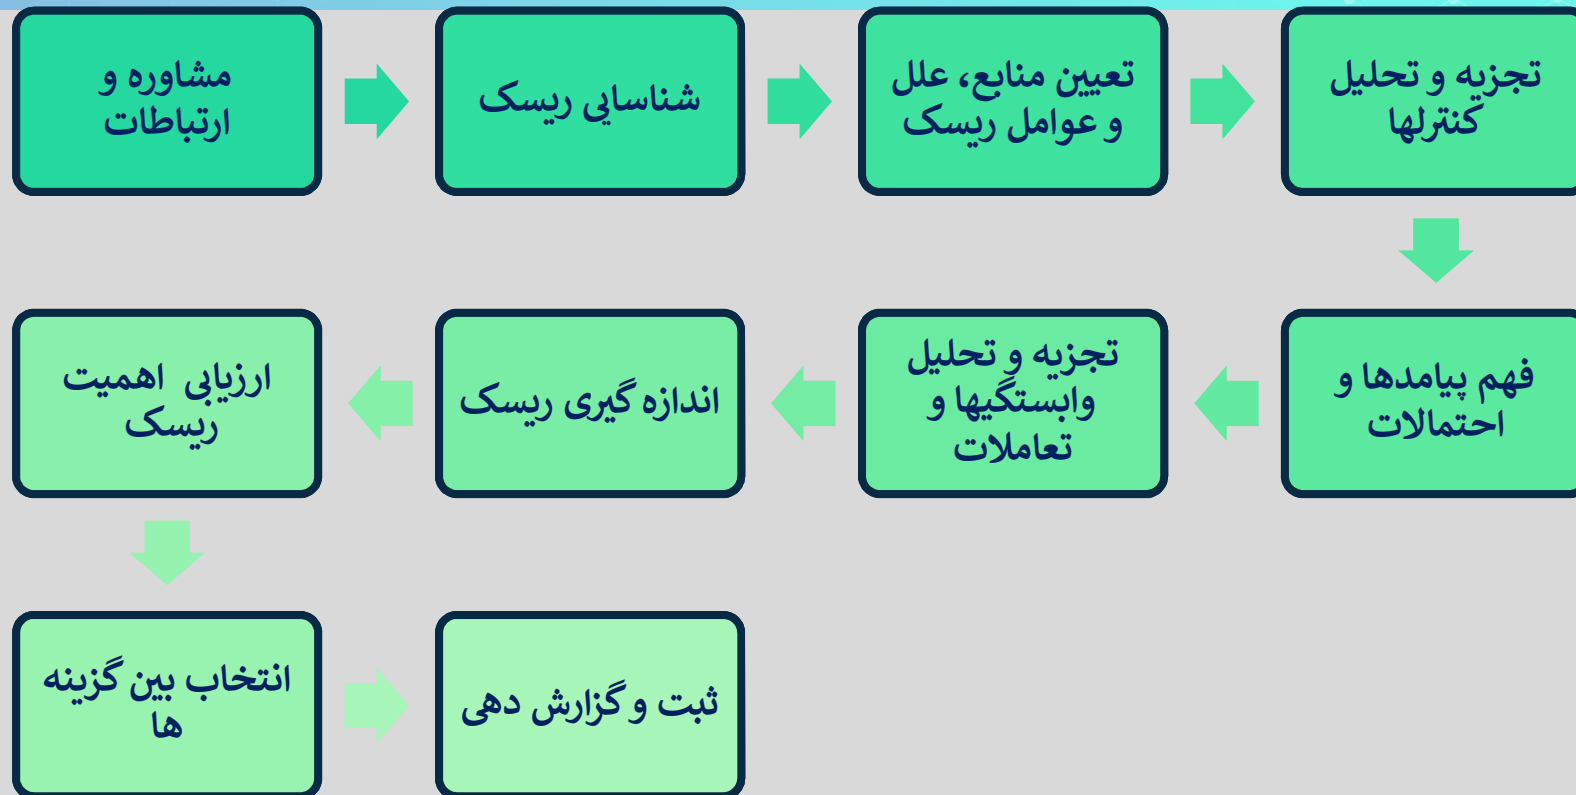 مشاوره و
ارتباطات
شناسایی ریسک
تعیین منابع، علل
و عوامل ریسک
تجزیه و تحلیل
کنترلها
فهم پیامدها و
احتمالات
تجزیه و تحلیل
وابستگیها و
تعاملات
اندازه گیری ریسک
ارزیابی اهمیت
ریسک
انتخاب بین گزینه
ها
ثبت و گزارش دهی